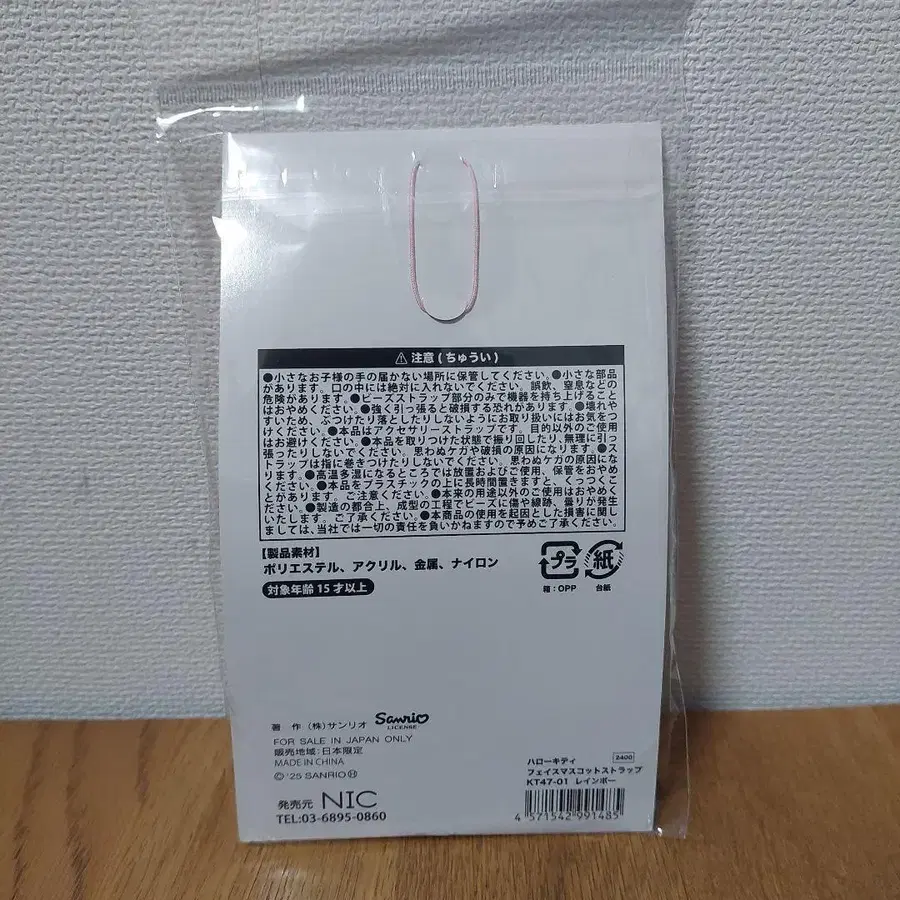 ⚠ 注意 (ちゅうい)
●小さなお子様の手の届かない場所に保管してください。●小さな部品
があります。口の中には絶対に入れないでください。誤飲、窒息などの
危険があります。●ビーズストラップ部分のみで機器を持ち上げること
はおやめください。●強く引っ張ると破損する恐れがあります。●壊れや
すいため、ぶつけたり落としたりしないようにお取り扱いにはお気をつ
けください。●本品はアクセサリーストラップです。目的以外のご使用
はお避けください。●本品を取りつけた状態で振り回したり、無理に引っ
張ったりしないでください。思わぬケガや破損の原因になります。●ス
トラップは指に巻きつけたりしないでください。思わぬケガの原因になり
ます。●高温多湿になるところでは放置およびご使用、保管をおやめ
ください。●本品をプラスチックの上に長時間置きますと、くっつくこ
とがあります。ご注意ください。●本来の用途以外のご使用はおやめく
ださい。●製造の都合上、成型の工程でビーズに傷や線跡、曇りが発生
いたします。ご了承ください。●本商品の使用を起因とした損害に関し
ましては、当社では一切の責任を負いかねますので予めご了承ください。
【製品素材】
ポリエステル、アクリル、金属、ナイロン
対象年齢15才以上
プラ 紙
箱：OPP 台紙
著 作 (株)サンリオ Sanrio LICENSE
FOR SALE IN JAPAN ONLY
販売地域：日本限定
MADE IN CHINA
©'25 SANRIO Ⓗ
発売元 NIC
TEL:03-6895-0860
ハローキティ 2400
フェイスマスコットストラップ
KT47-01 レインボー
4 571542 991485